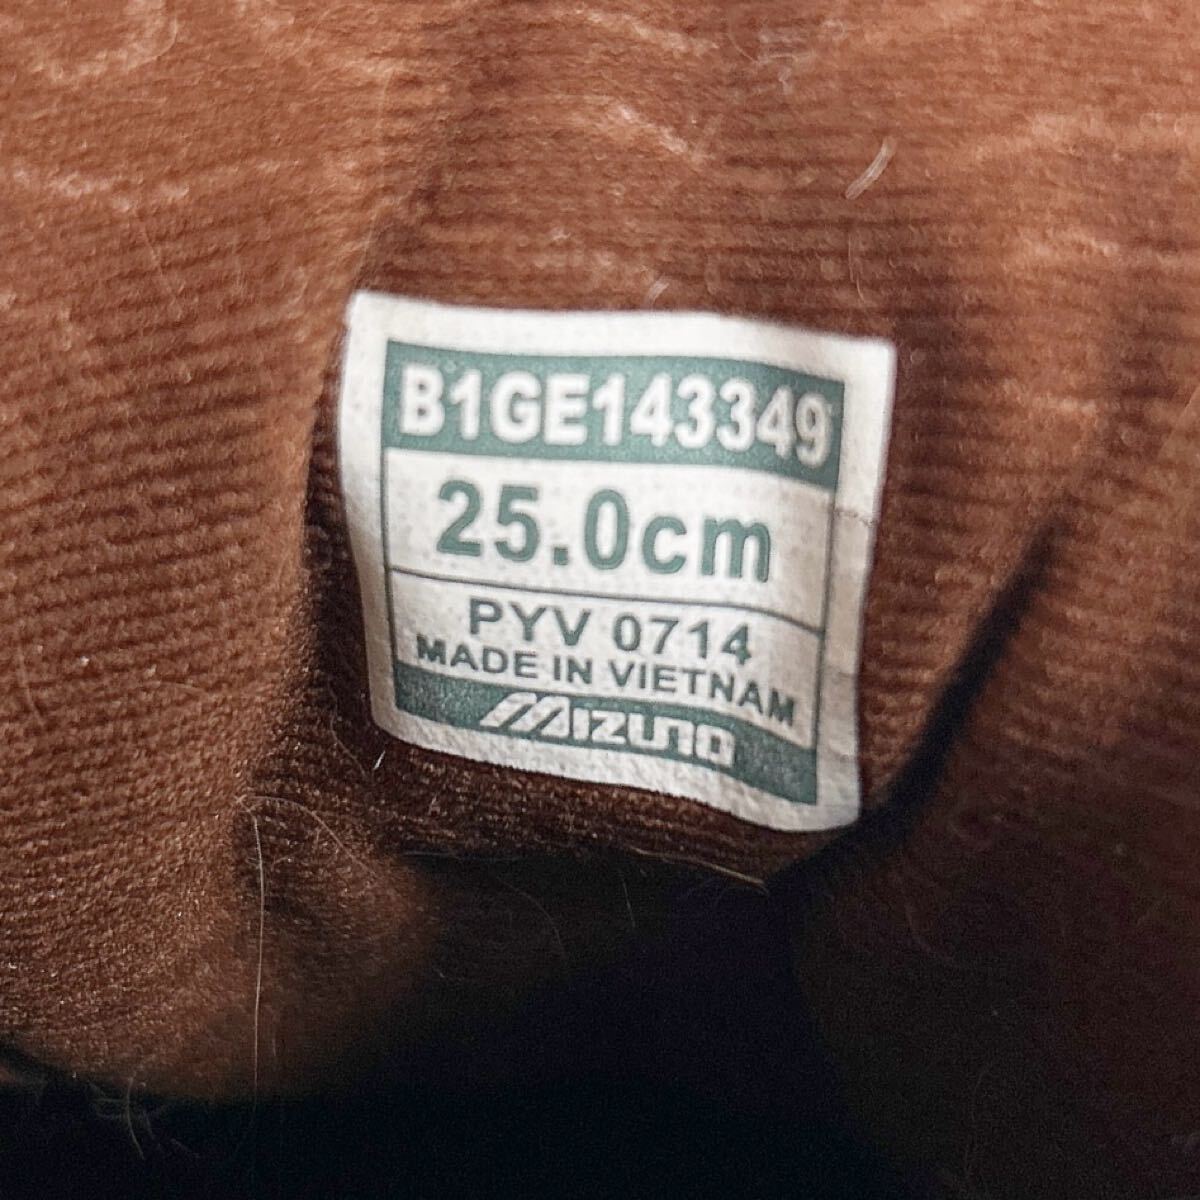 B1GE143349
25.0cm
PYV 0714
MADE IN VIETNAM
MIZUNO